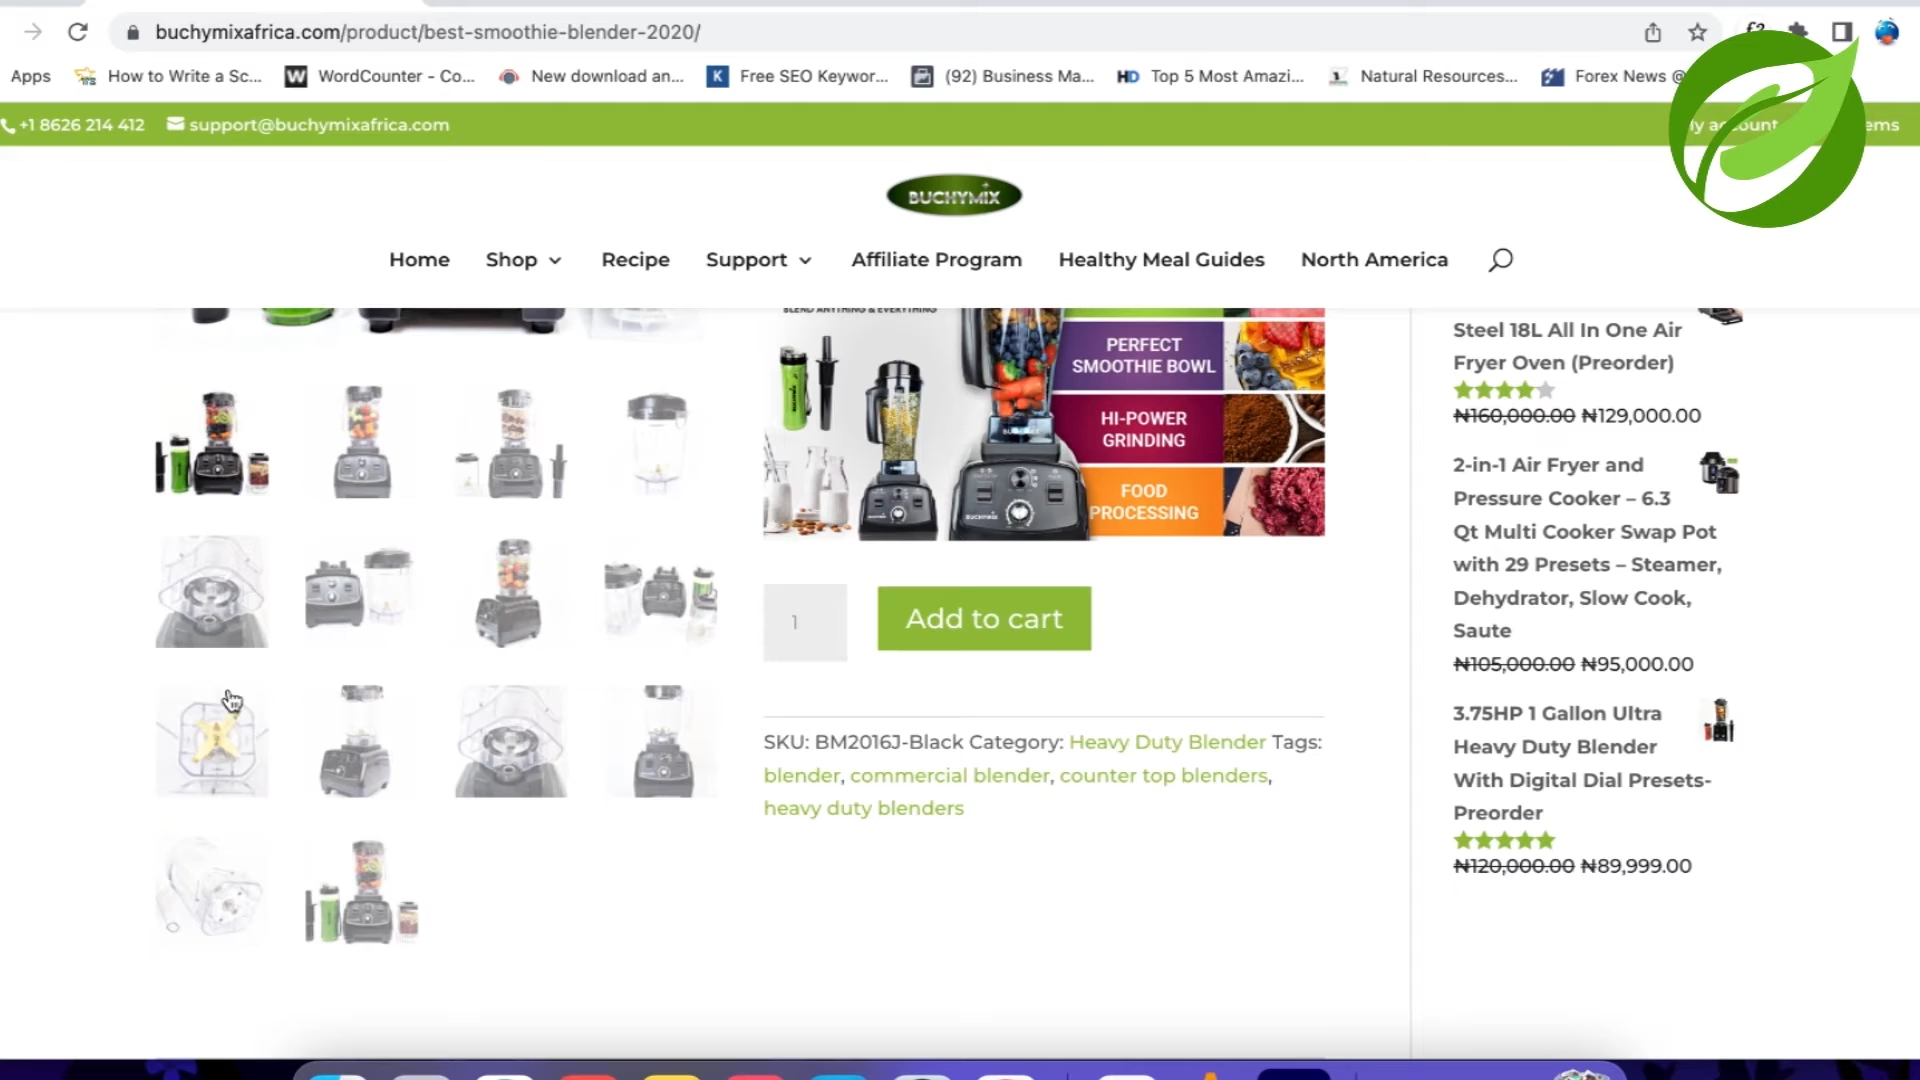 buchymixafrica.com/product/best-smoothie-blender-2020/
Apps
How to Write a Sc...
WordCounter - Co...
New download an...
Free SEO Keywor...
(92) Business Ma...
Top 5 Most Amazi...
Natural Resources...
Forex News @
+1 8626 214 412
support@buchymixafrica.com
BUCHYMIX
Home
Shop
Recipe
Support
Affiliate Program
Healthy Meal Guides
North America
BLEND ANYTHING & EVERYTHING
PERFECT
SMOOTHIE BOWL
HI-POWER
GRINDING
FOOD
PROCESSING
1
Add to cart
SKU: BM2016J-Black Category: Heavy Duty Blender Tags:
blender, commercial blender, counter top blenders,
heavy duty blenders
Steel 18L All In One Air
Fryer Oven (Preorder)
₦160,000.00 ₦129,000.00
2-in-1 Air Fryer and
Pressure Cooker – 6.3
Qt Multi Cooker Swap Pot
with 29 Presets – Steamer,
Dehydrator, Slow Cook,
Saute
₦105,000.00 ₦95,000.00
3.75HP 1 Gallon Ultra
Heavy Duty Blender
With Digital Dial Presets-
Preorder
₦120,000.00 ₦89,999.00